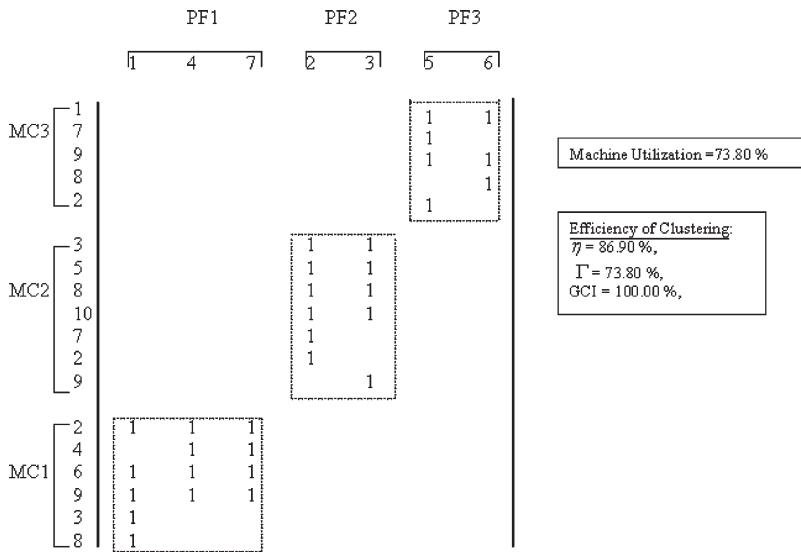 PF1 PF2 PF3
1 4 7 2 3 5 6
MC3
1 1 1
7 1
9 1 1
8 1
2 1
Machine Utilization =73.80 %
Efficiency of Clustering:
η = 86.90 %,
Γ = 73.80 %,
GCI = 100.00 %,
MC2
3 1 1
5 1 1
8 1 1
10 1 1
7 1
2 1
9 1
MC1
2 1 1 1
4 1 1
6 1 1 1
9 1 1 1
3 1
8 1